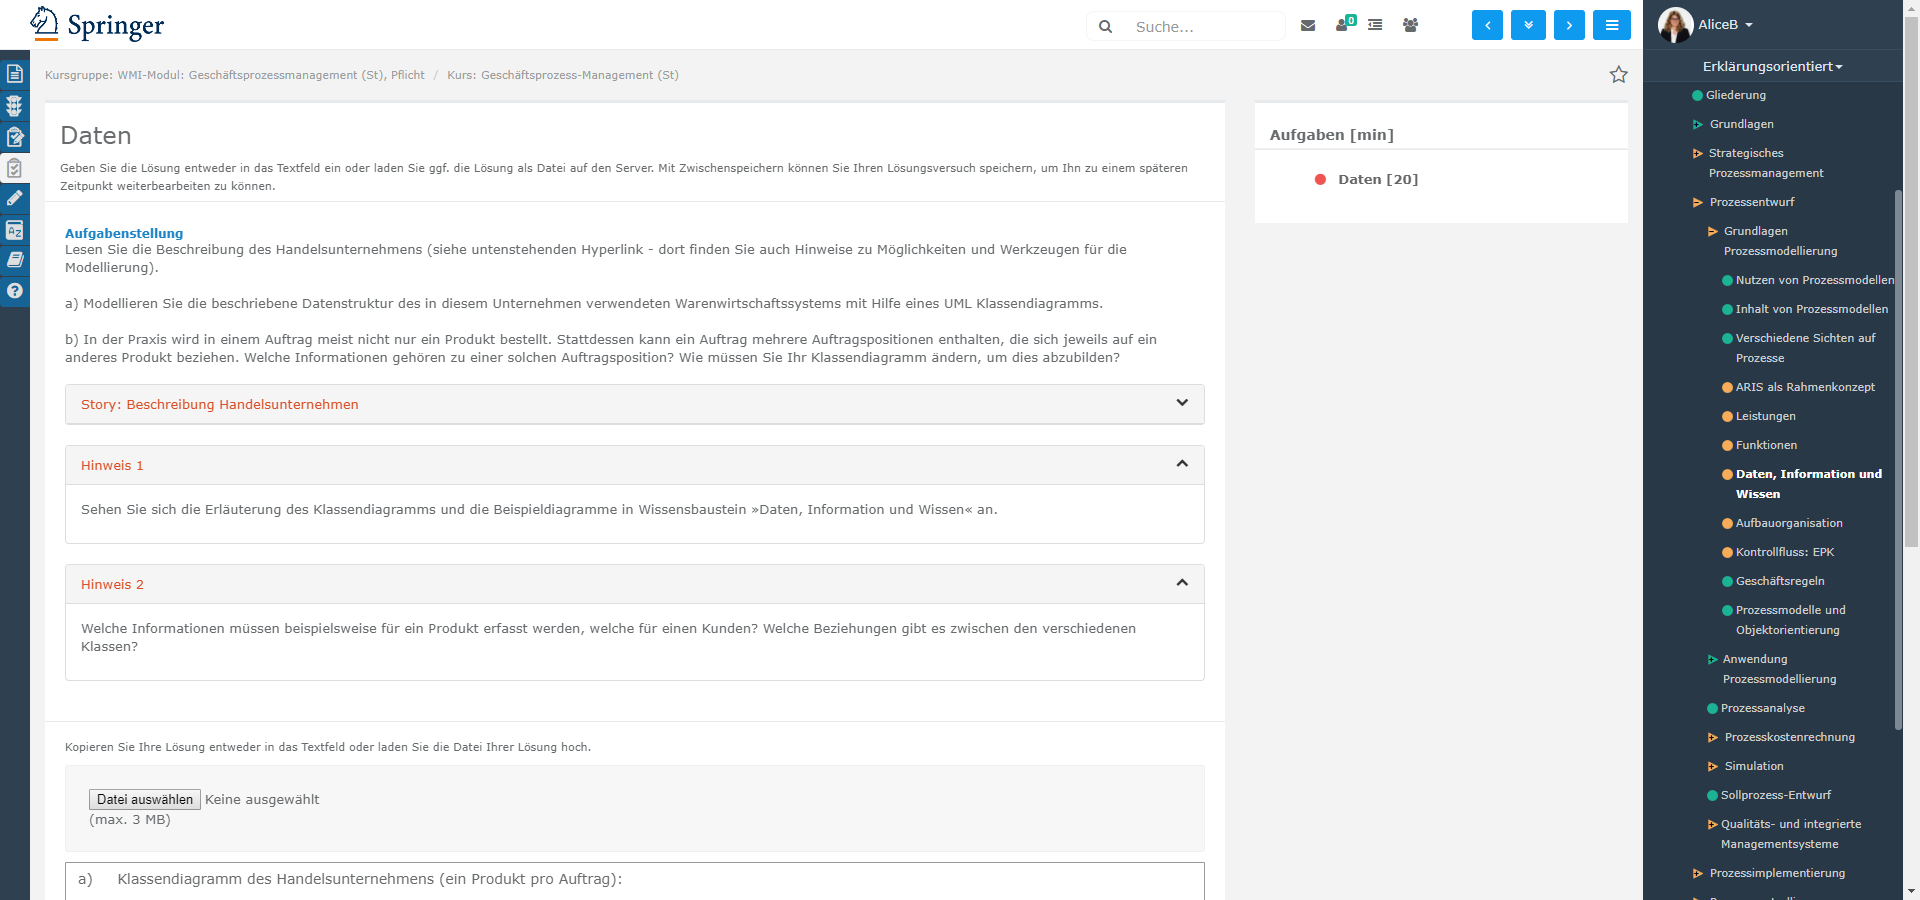 Springer
Suche...
0
AliceB
Kursgruppe: WMI-Modul: Geschäftsprozessmanagement (St), Pflicht / Kurs: Geschäftsprozess-Management (St)
Daten
Geben Sie die Lösung entweder in das Textfeld ein oder laden Sie ggf. die Lösung als Datei auf den Server. Mit Zwischenspeichern können Sie Ihren Lösungsversuch speichern, um Ihn zu einem späteren
Zeitpunkt weiterbearbeiten zu können.
Aufgabenstellung
Lesen Sie die Beschreibung des Handelsunternehmens (siehe untenstehenden Hyperlink - dort finden Sie auch Hinweise zu Möglichkeiten und Werkzeugen für die
Modellierung).
a) Modellieren Sie die beschriebene Datenstruktur des in diesem Unternehmen verwendeten Warenwirtschaftssystems mit Hilfe eines UML Klassendiagramms.
b) In der Praxis wird in einem Auftrag meist nicht nur ein Produkt bestellt. Stattdessen kann ein Auftrag mehrere Auftragspositionen enthalten, die sich jeweils auf ein
anderes Produkt beziehen. Welche Informationen gehören zu einer solchen Auftragsposition? Wie müssen Sie Ihr Klassendiagramm ändern, um dies abzubilden?
Story: Beschreibung Handelsunternehmen
Hinweis 1
Sehen Sie sich die Erläuterung des Klassendiagramms und die Beispieldiagramme in Wissensbaustein »Daten, Information und Wissen« an.
Hinweis 2
Welche Informationen müssen beispielsweise für ein Produkt erfasst werden, welche für einen Kunden? Welche Beziehungen gibt es zwischen den verschiedenen
Klassen?
Kopieren Sie Ihre Lösung entweder in das Textfeld oder laden Sie die Datei Ihrer Lösung hoch.
Datei auswählen Keine ausgewählt
(max. 3 MB)
a) Klassendiagramm des Handelsunternehmens (ein Produkt pro Auftrag):
Aufgaben [min]
Daten [20]
Erklärungsorientiert
Gliederung
Grundlagen
Strategisches
Prozessmanagement
Prozessentwurf
Grundlagen
Prozessmodellierung
Nutzen von Prozessmodellen
Inhalt von Prozessmodellen
Verschiedene Sichten auf
Prozesse
ARIS als Rahmenkonzept
Leistungen
Funktionen
Daten, Information und
Wissen
Aufbauorganisation
Kontrollfluss: EPK
Geschäftsregeln
Prozessmodelle und
Objektorientierung
Anwendung
Prozessmodellierung
Prozessanalyse
Prozesskostenrechnung
Simulation
Sollprozess-Entwurf
Qualitäts- und integrierte
Managementsysteme
Prozessimplementierung